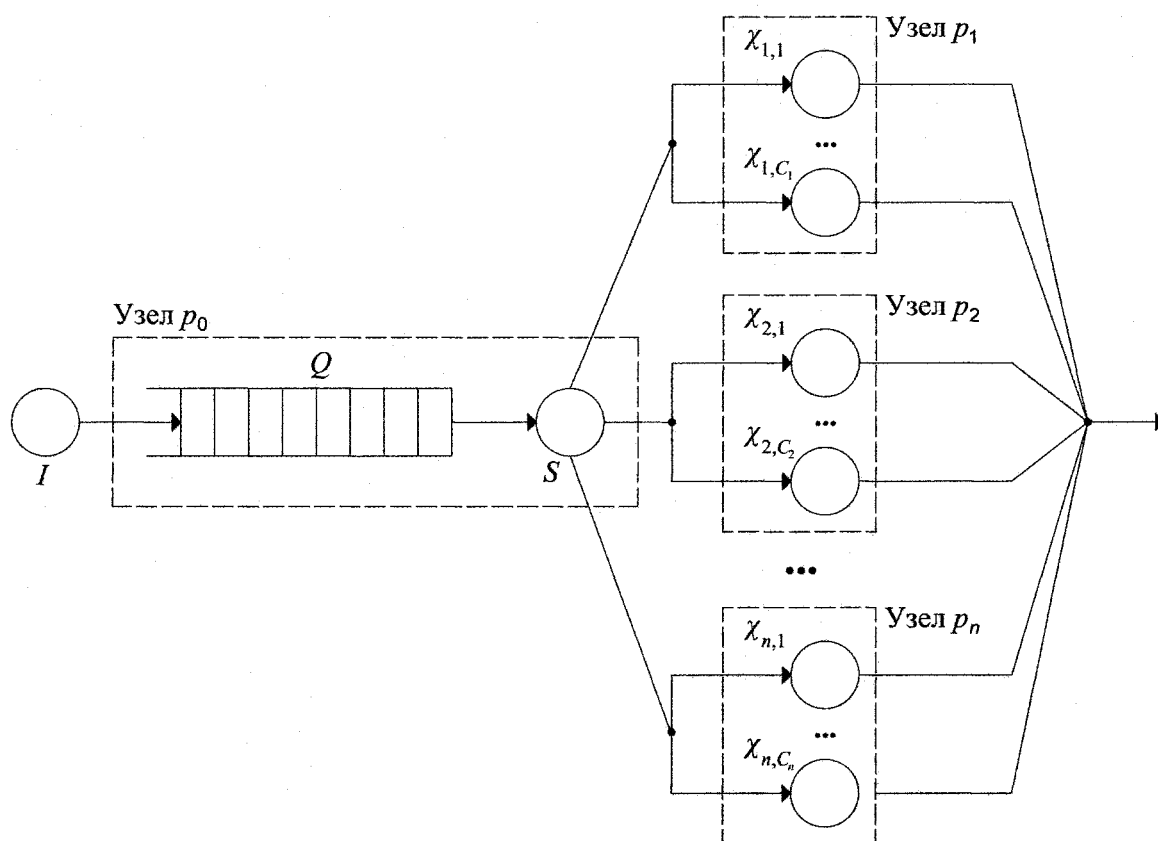 Узел p₁
χ₁,₁
...
χ₁,C₁
Узел p₂
χ₂,₁
...
χ₂,C₂
Узел p₀
Q
I
S
...
Узел pₙ
χₙ,₁
...
χₙ,Cₙ